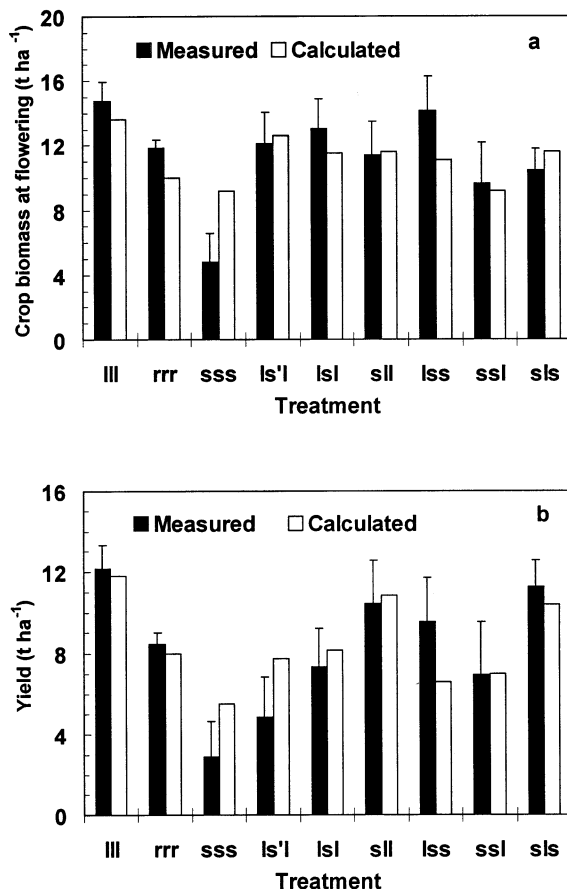 20
16
12
8
4
0
Crop biomass at flowering (t ha⁻¹)
Measured Calculated
a
lll rrr sss ls'l lsl sll lss ssl sls
Treatment
16
12
8
4
0
Yield (t ha⁻¹)
Measured Calculated
b
lll rrr sss ls'l lsl sll lss ssl sls
Treatment